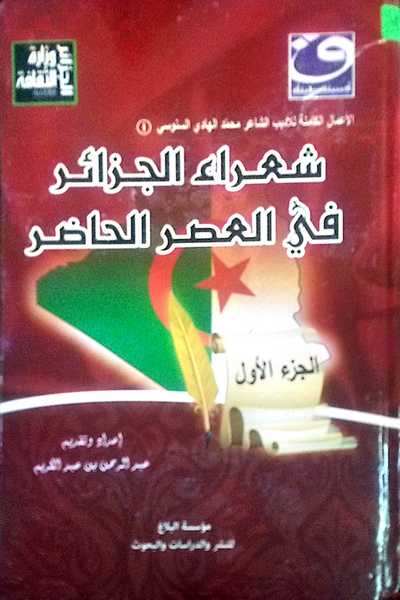 وزارة
الثقافة
الجزائر
الأعمال الكاملة للأديب الشاعر محمد الهادي السنوسي (1)
شعراء الجزائر
في العصر الحاضر
الجزء الأول
إعداد وتقديم
عبد الرحمن بن عبد الكريم
مؤسسة البلاغ
للنشر والدراسات والبحوث